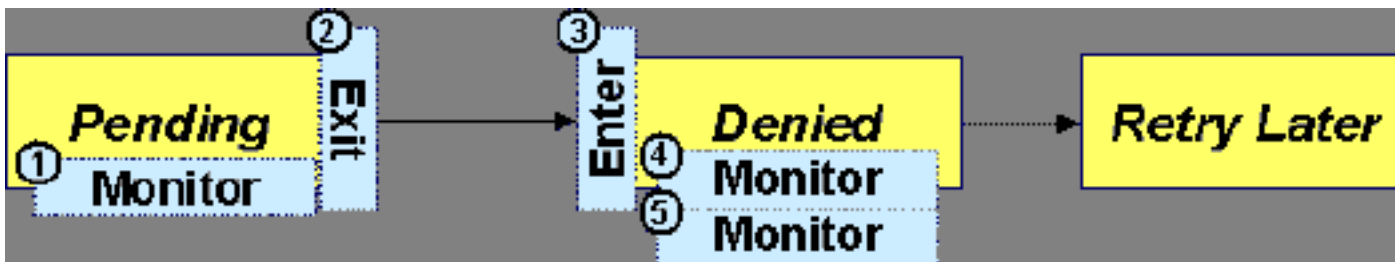 2
3
Exit
Enter
Pending
Denied
Retry Later
1
Monitor
4
Monitor
5
Monitor